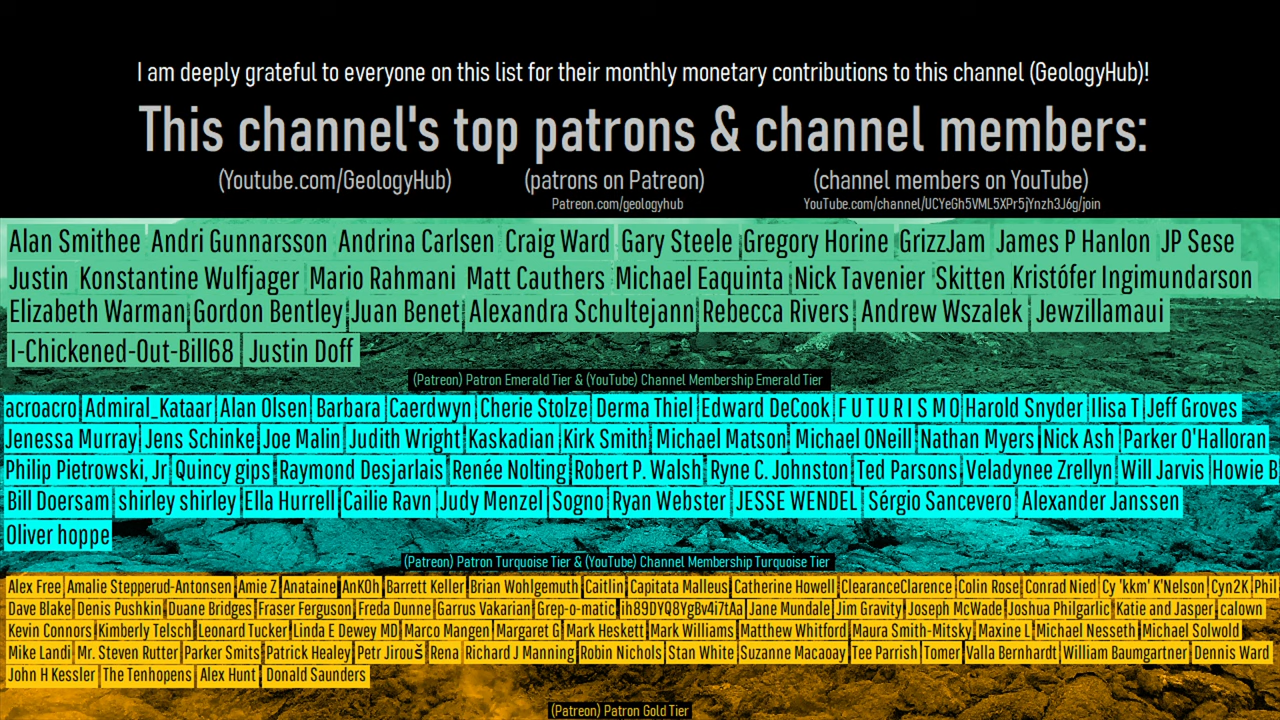 I am deeply grateful to everyone on this list for their monthly monetary contributions to this channel (GeologyHub)!
This channel's top patrons & channel members:
(Youtube.com/GeologyHub) (patrons on Patreon) (channel members on YouTube)
Patreon.com/geologyhub YouTube.com/channel/UCYeGh5VML5XPr5jYnzh3J6g/join
Alan Smithee Andri Gunnarsson Andrina Carlsen Craig Ward Gary Steele Gregory Horine GrizzJam James P Hanlon JP Sese
Justin Konstantine Wulfjager Mario Rahmani Matt Cauthers Michael Eaquinta Nick Tavenier Skitten Kristófer Ingimundarson
Elizabeth Warman Gordon Bentley Juan Benet Alexandra Schultejann Rebecca Rivers Andrew Wszalek Jewzillamaui
I-Chickened-Out-Bill68 Justin Doff
(Patreon) Patron Emerald Tier & (YouTube) Channel Membership Emerald Tier
acroacro Admiral_Kataar Alan Olsen Barbara Caerdwyn Cherie Stolze Derma Thiel Edward DeCook F U T U R I S M O Harold Snyder Ilisa T Jeff Groves
Jenessa Murray Jens Schinke Joe Malin Judith Wright Kaskadian Kirk Smith Michael Matson Michael ONeill Nathan Myers Nick Ash Parker O'Halloran
Philip Pietrowski, Jr Quincy gips Raymond Desjarlais Renée Nolting Robert P. Walsh Ryne C. Johnston Ted Parsons Veladynee Zrellyn Will Jarvis Howie B
Bill Doersam shirley shirley Ella Hurrell Cailie Ravn Judy Menzel Sogno Ryan Webster JESSE WENDEL Sérgio Sancevero Alexander Janssen
Oliver hoppe
(Patreon) Patron Turquoise Tier & (YouTube) Channel Membership Turquoise Tier
Alex Free Amalie Stepperud-Antonsen Amie Z Anataine AnKOh Barrett Keller Brian Wohlgemuth Caitlin Capitata Malleus Catherine Howell ClearanceClarence Colin Rose Conrad Nied Cy 'kkm' K'Nelson Cyn2K Phil
Dave Blake Denis Pushkin Duane Bridges Fraser Ferguson Freda Dunne Garrus Vakarian Grep-o-matic ih89DYQ8YgBv4i7tAa Jane Mundale Jim Gravity Joseph McWade Joshua Philgarlic Katie and Jasper calown
Kevin Connors Kimberly Telsch Leonard Tucker Linda E Dewey MD Marco Mangen Margaret G Mark Heskett Mark Williams Matthew Whitford Maura Smith-Mitsky Maxine L Michael Nesseth Michael Solwold
Mike Landi Mr. Steven Rutter Parker Smits Patrick Healey Petr Jirouš Rena Richard J Manning Robin Nichols Stan White Suzanne Macaoay Tee Parrish Tomer Valla Bernhardt William Baumgartner Dennis Ward
John H Kessler The Tenhopens Alex Hunt Donald Saunders
(Patreon) Patron Gold Tier